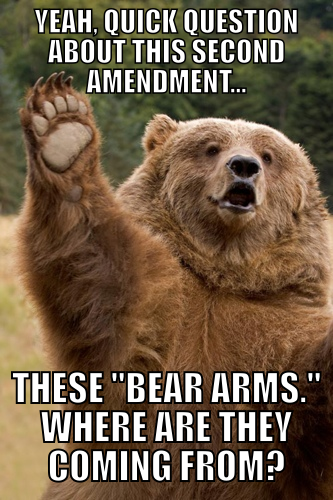 YEAH, QUICK QUESTION
ABOUT THIS SECOND
AMENDMENT...
THESE "BEAR ARMS."
WHERE ARE THEY
COMING FROM?